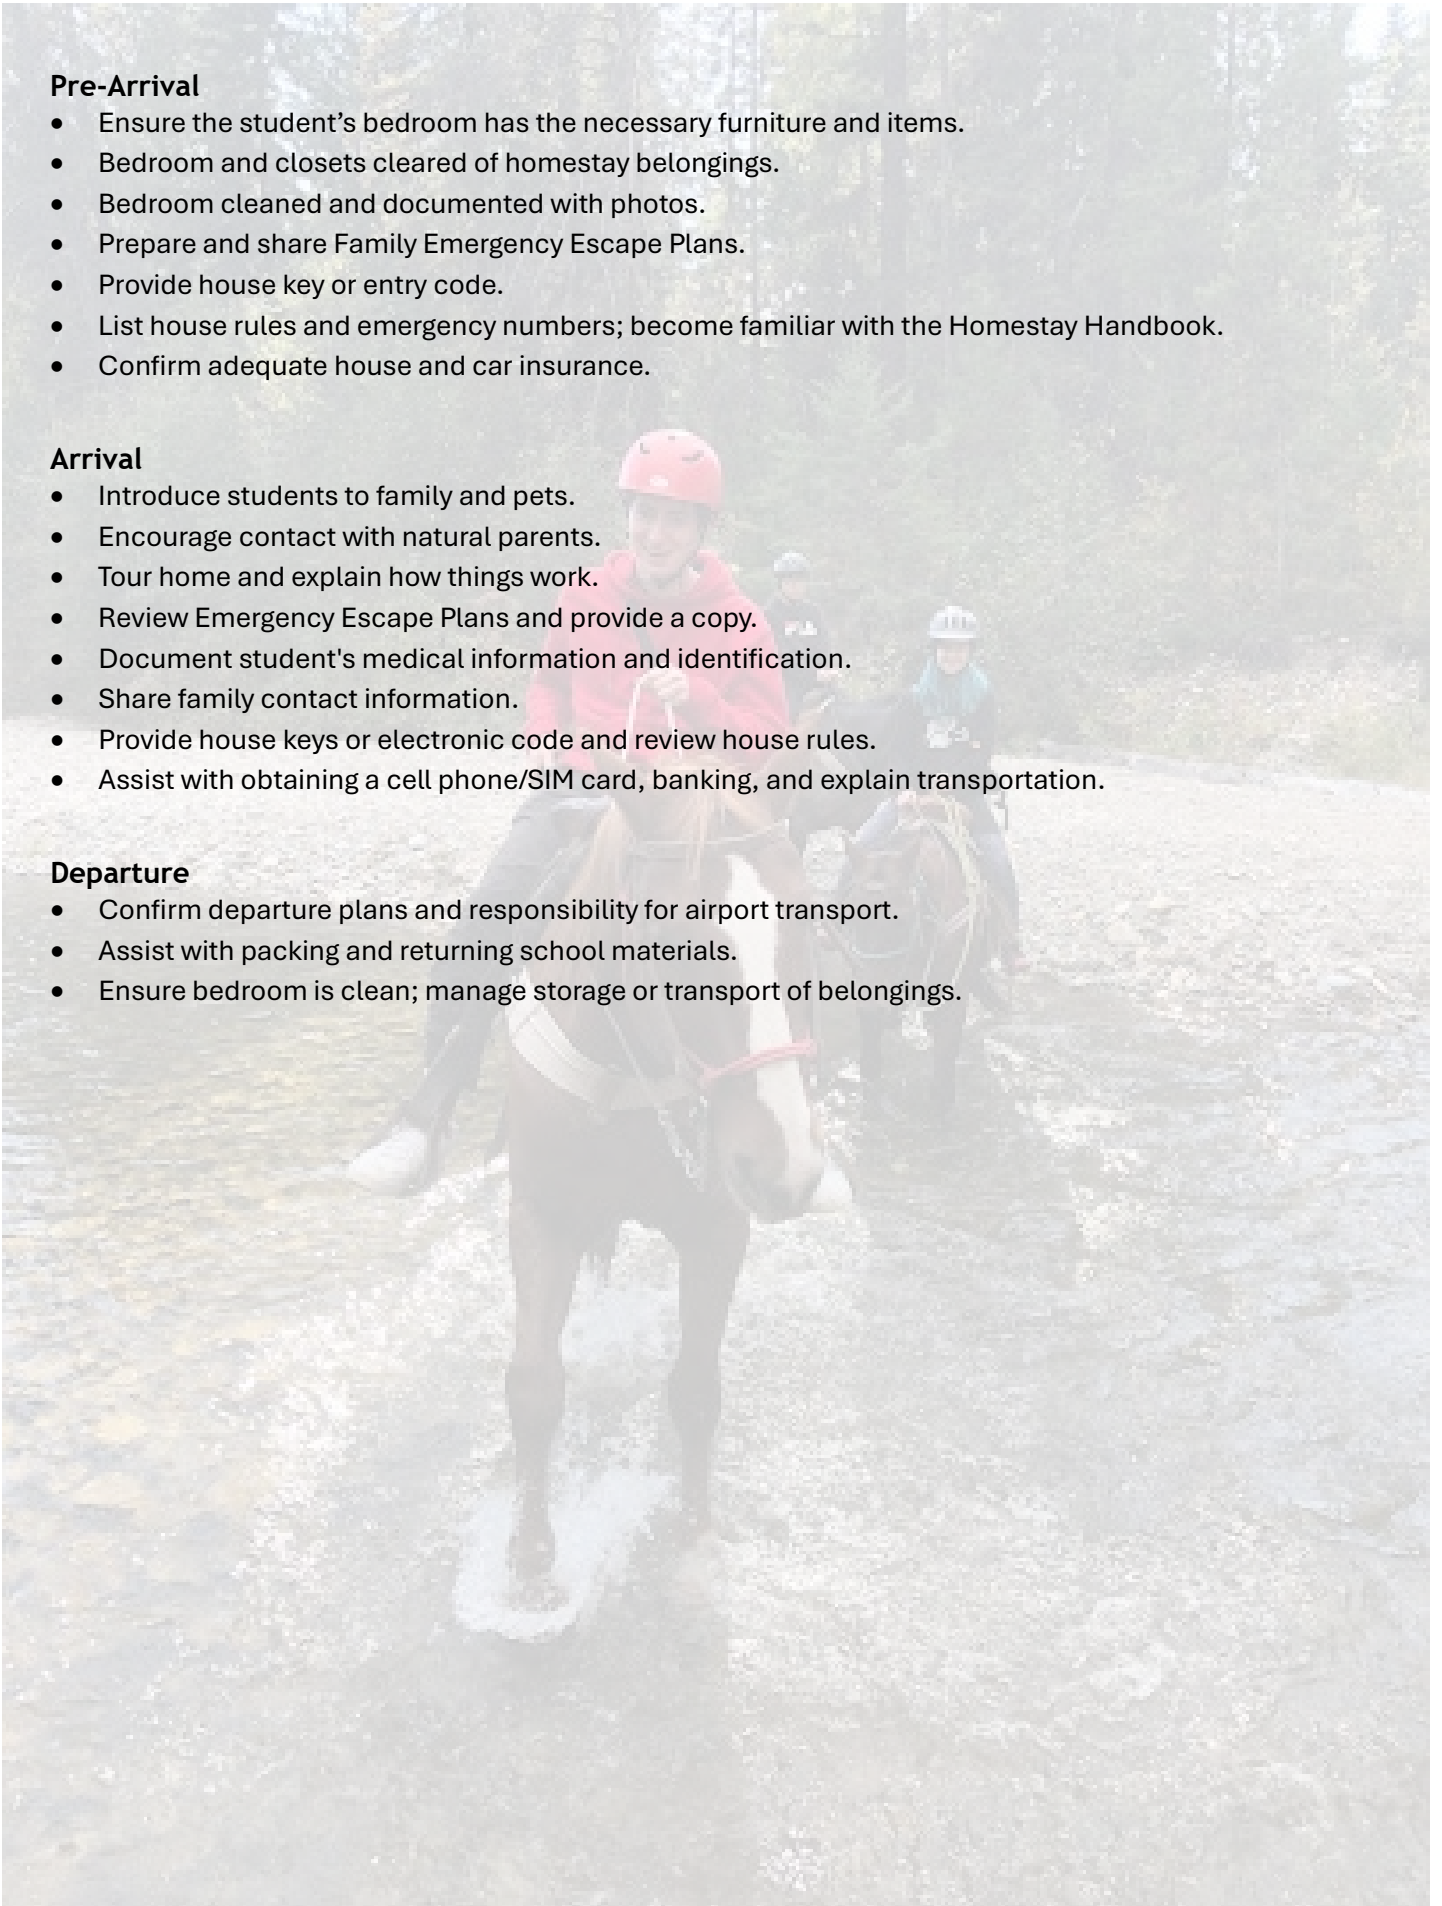 Pre-Arrival
• Ensure the student’s bedroom has the necessary furniture and items.
• Bedroom and closets cleared of homestay belongings.
• Bedroom cleaned and documented with photos.
• Prepare and share Family Emergency Escape Plans.
• Provide house key or entry code.
• List house rules and emergency numbers; become familiar with the Homestay Handbook.
• Confirm adequate house and car insurance.
Arrival
• Introduce students to family and pets.
• Encourage contact with natural parents.
• Tour home and explain how things work.
• Review Emergency Escape Plans and provide a copy.
• Document student's medical information and identification.
• Share family contact information.
• Provide house keys or electronic code and review house rules.
• Assist with obtaining a cell phone/SIM card, banking, and explain transportation.
Departure
• Confirm departure plans and responsibility for airport transport.
• Assist with packing and returning school materials.
• Ensure bedroom is clean; manage storage or transport of belongings.